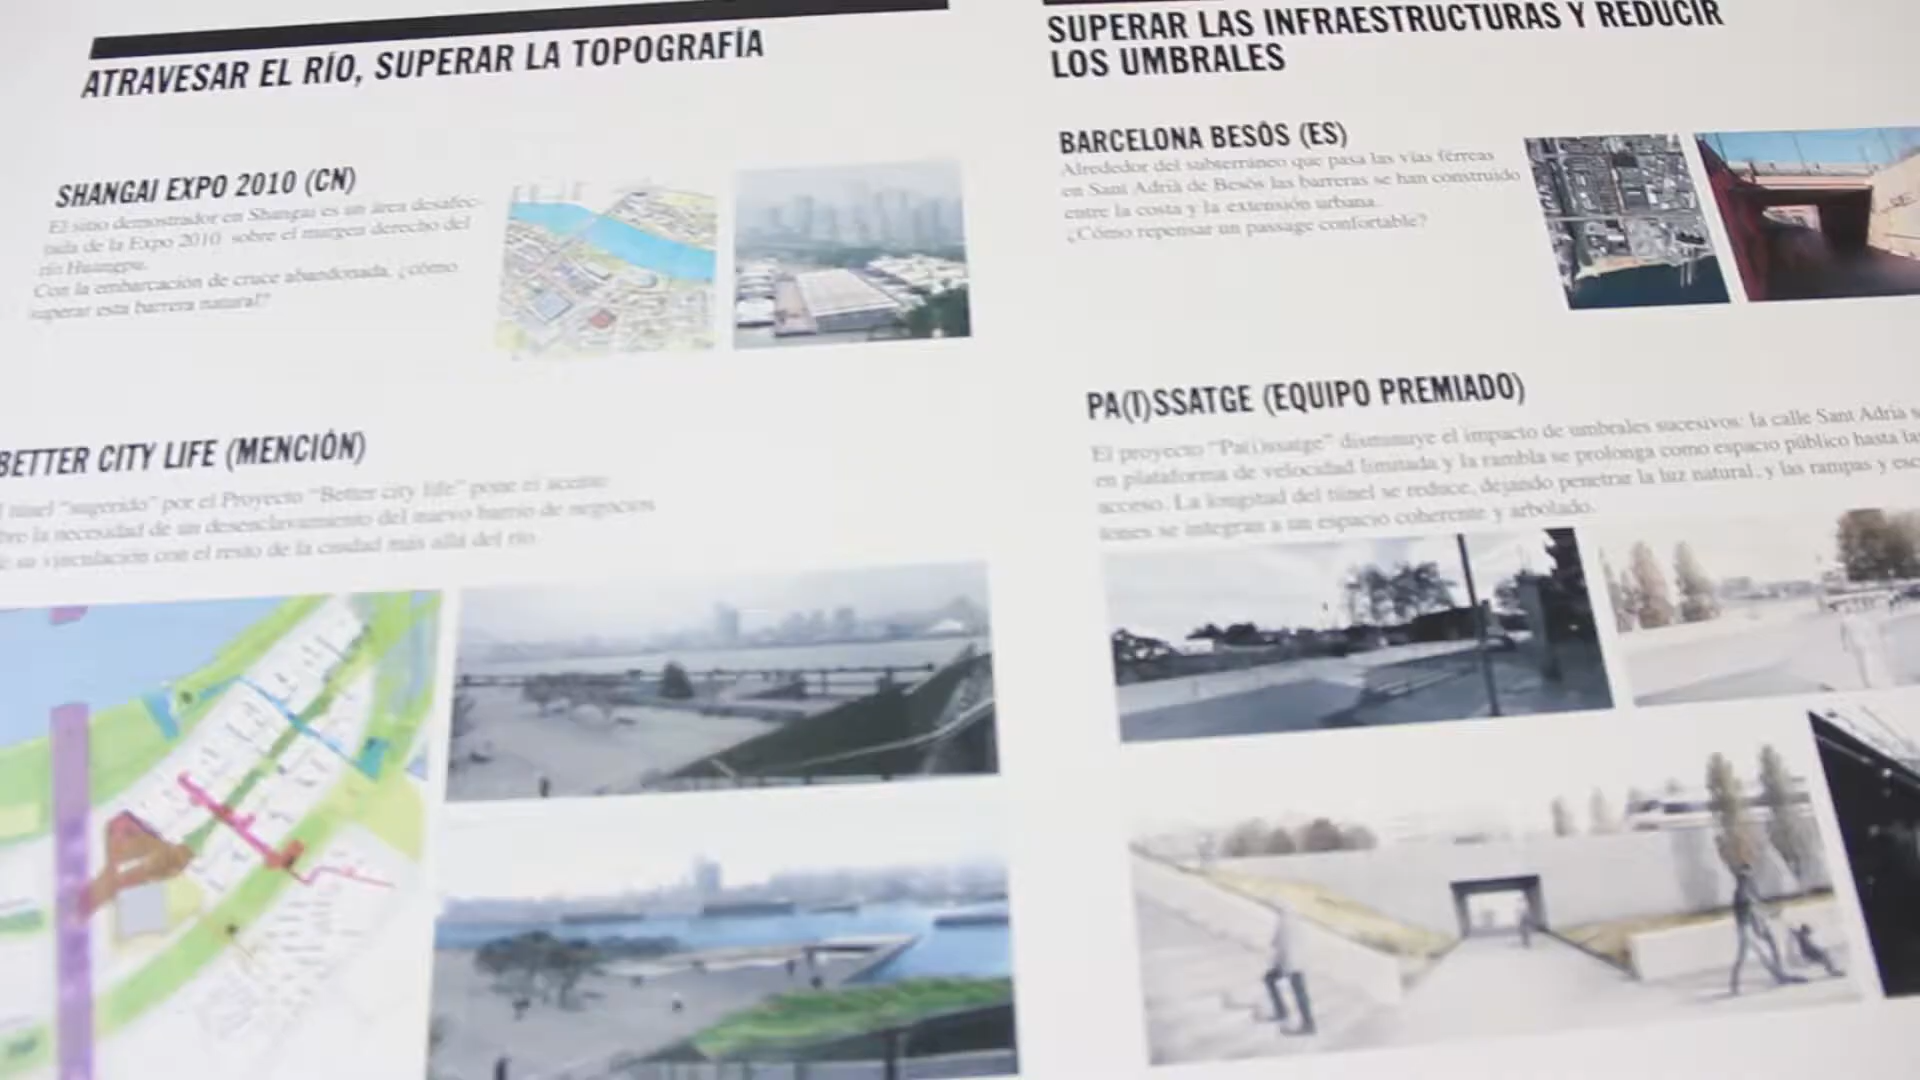 ATRAVESAR EL RÍO, SUPERAR LA TOPOGRAFÍA
SHANGAI EXPO 2010 (CN)
El sitio demostrador en Shangai es un área desafec-
tada de la Expo 2010 sobre el margen derecho del
río Huangpu.
Con la embarcación de cruce abandonada, ¿cómo
superar esta barrera natural?
BETTER CITY LIFE (MENCIÓN)
túnel "sugerido" por el Proyecto "Better city life" pone el acento
la necesidad de un desenclavamiento del nuevo barrio de negocios
su vinculación con el resto de la ciudad más allá del río.
SUPERAR LAS INFRAESTRUCTURAS Y REDUCIR
LOS UMBRALES
BARCELONA BESÒS (ES)
Alrededor del subterráneo que pasa las vías férreas
en Sant Adrià de Besòs las barreras se han construido
entre la costa y la extensión urbana.
¿Cómo repensar un passage confortable?
PA(I)SSATGE (EQUIPO PREMIADO)
El proyecto "Pa(i)ssatge" disminuye el impacto de umbrales sucesivos: la calle Sant Adrià
en plataforma de velocidad limitada y la rambla se prolonga como espacio público hasta
acceso. La longitud del túnel se reduce, dejando penetrar la luz natural, y las rampas y
iones se integran a un espacio coherente y arbolado.